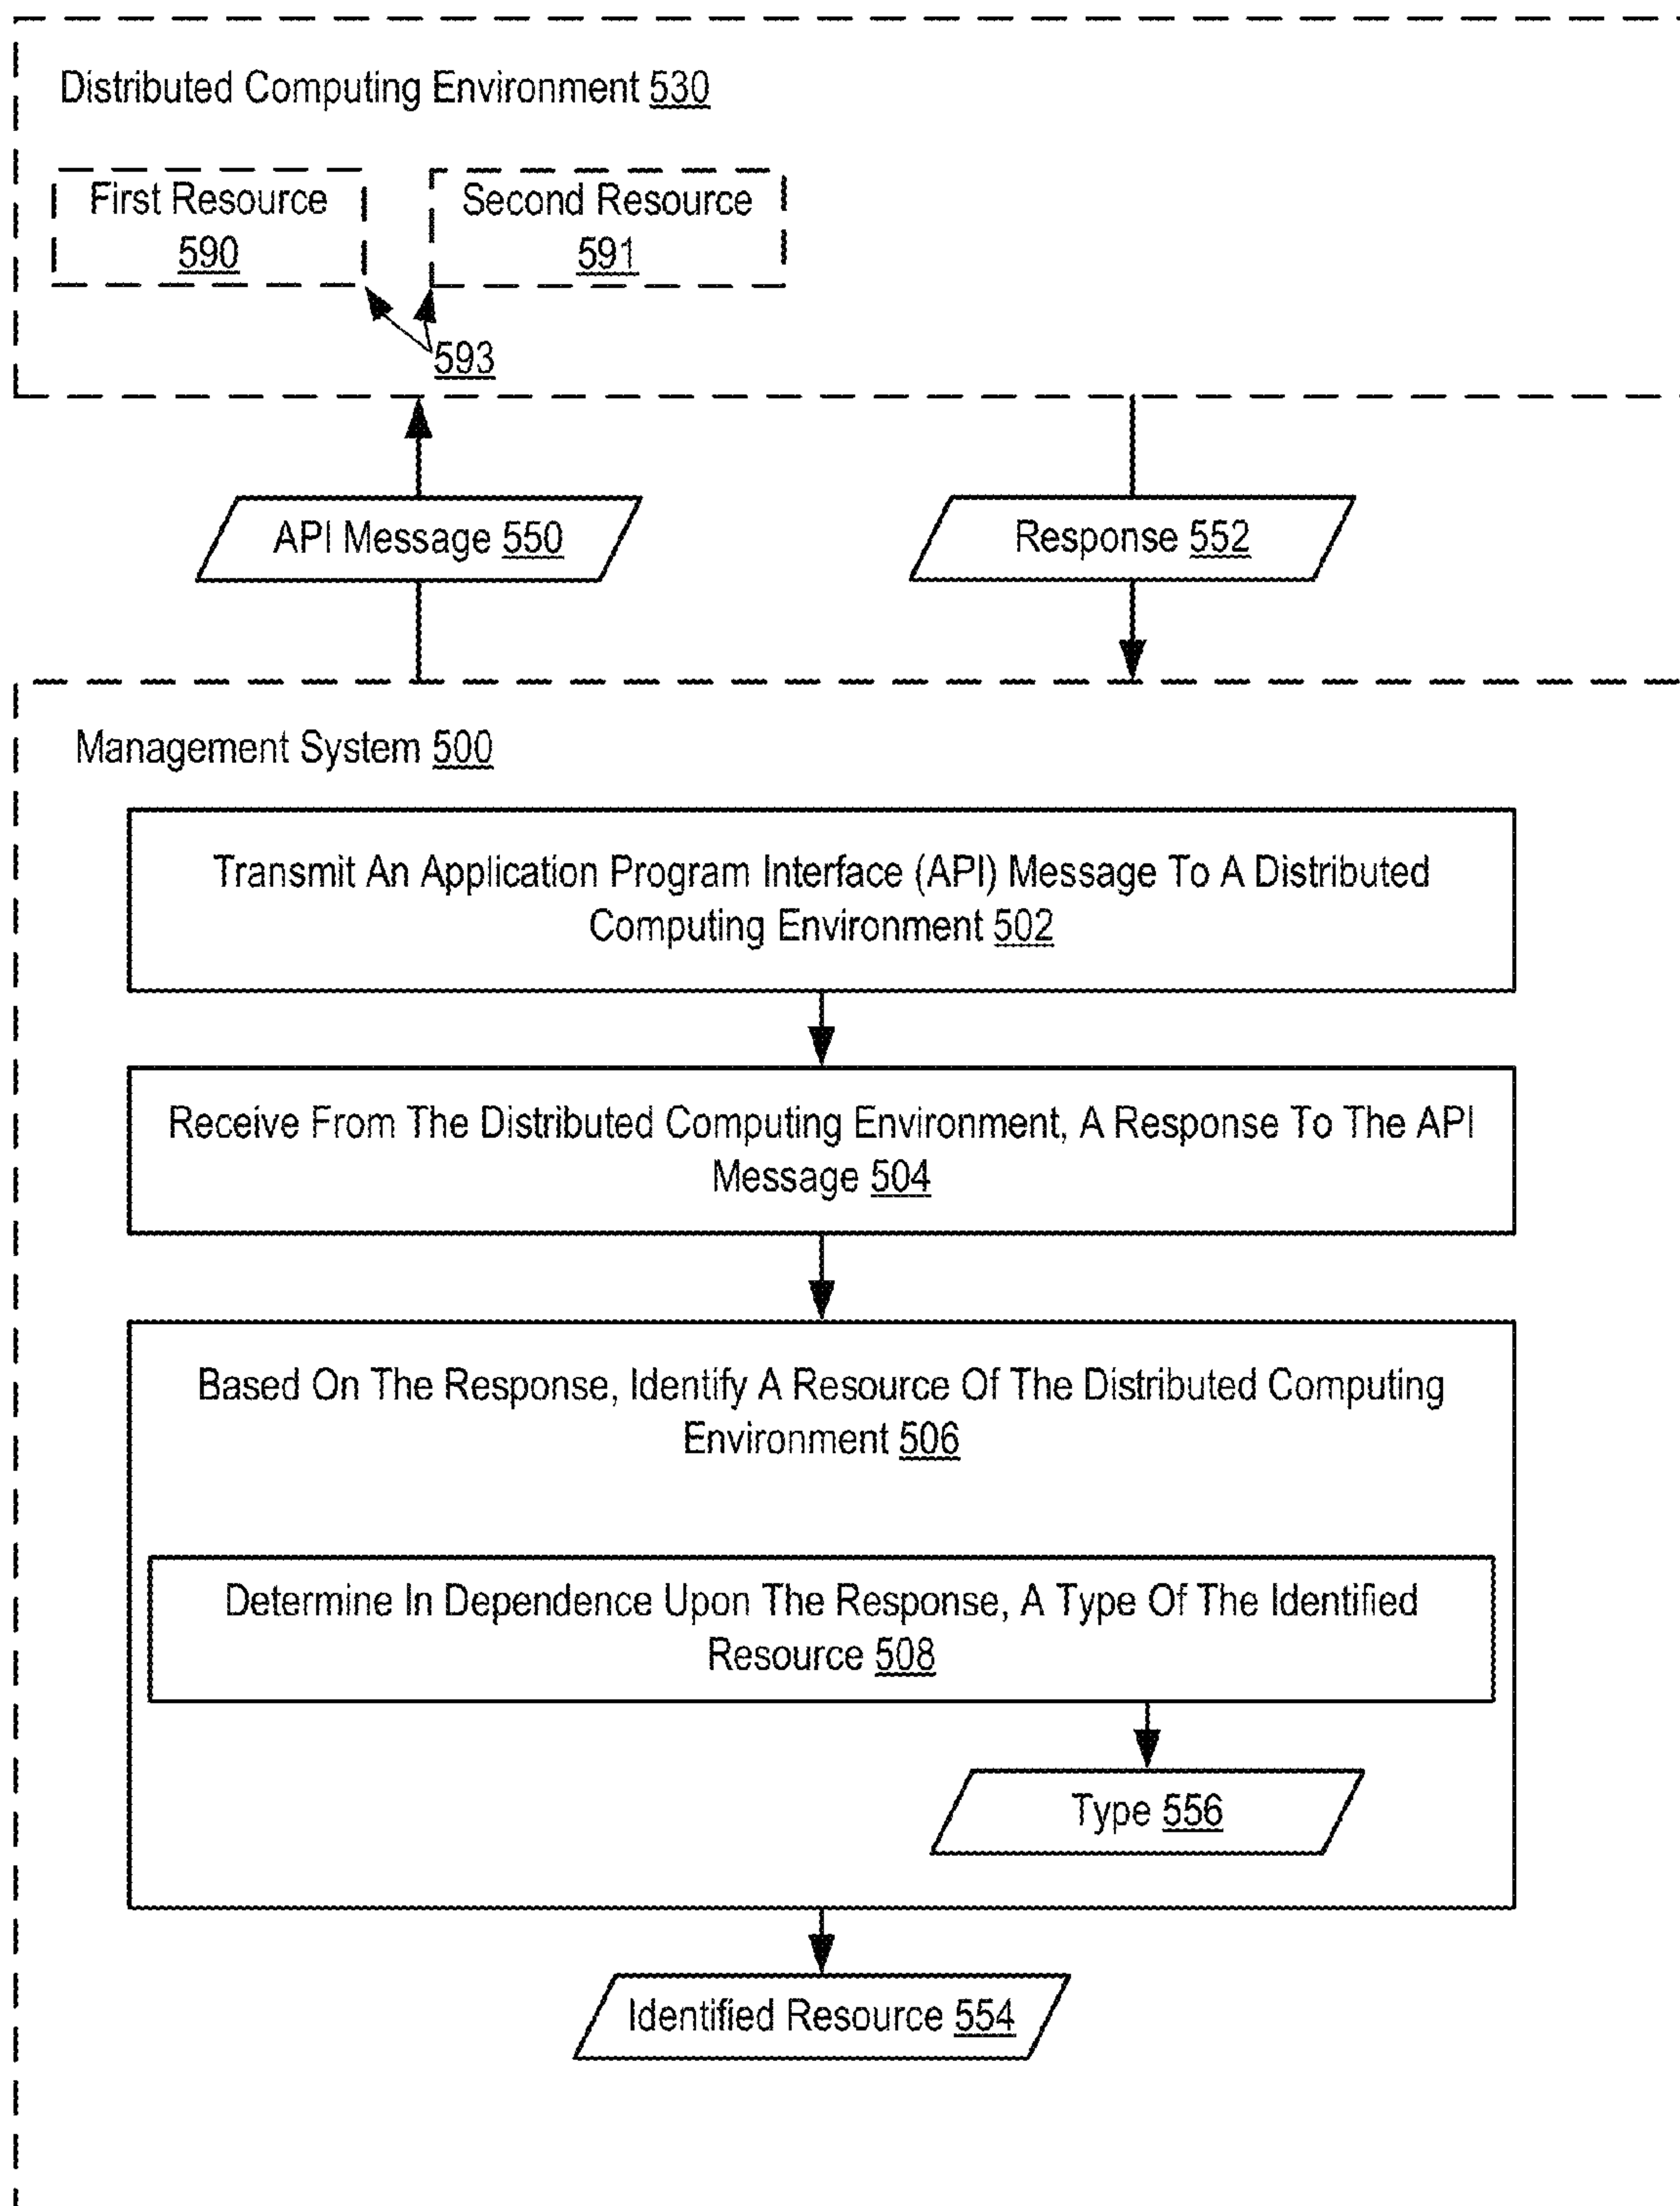 Distributed Computing Environment 530
First Resource
590
Second Resource
591
593
API Message 550
Response 552
Management System 500
Transmit An Application Program Interface (API) Message To A Distributed
Computing Environment 502
Receive From The Distributed Computing Environment, A Response To The API
Message 504
Based On The Response, Identify A Resource Of The Distributed Computing
Environment 506
Determine In Dependence Upon The Response, A Type Of The Identified
Resource 508
Type 556
Identified Resource 554